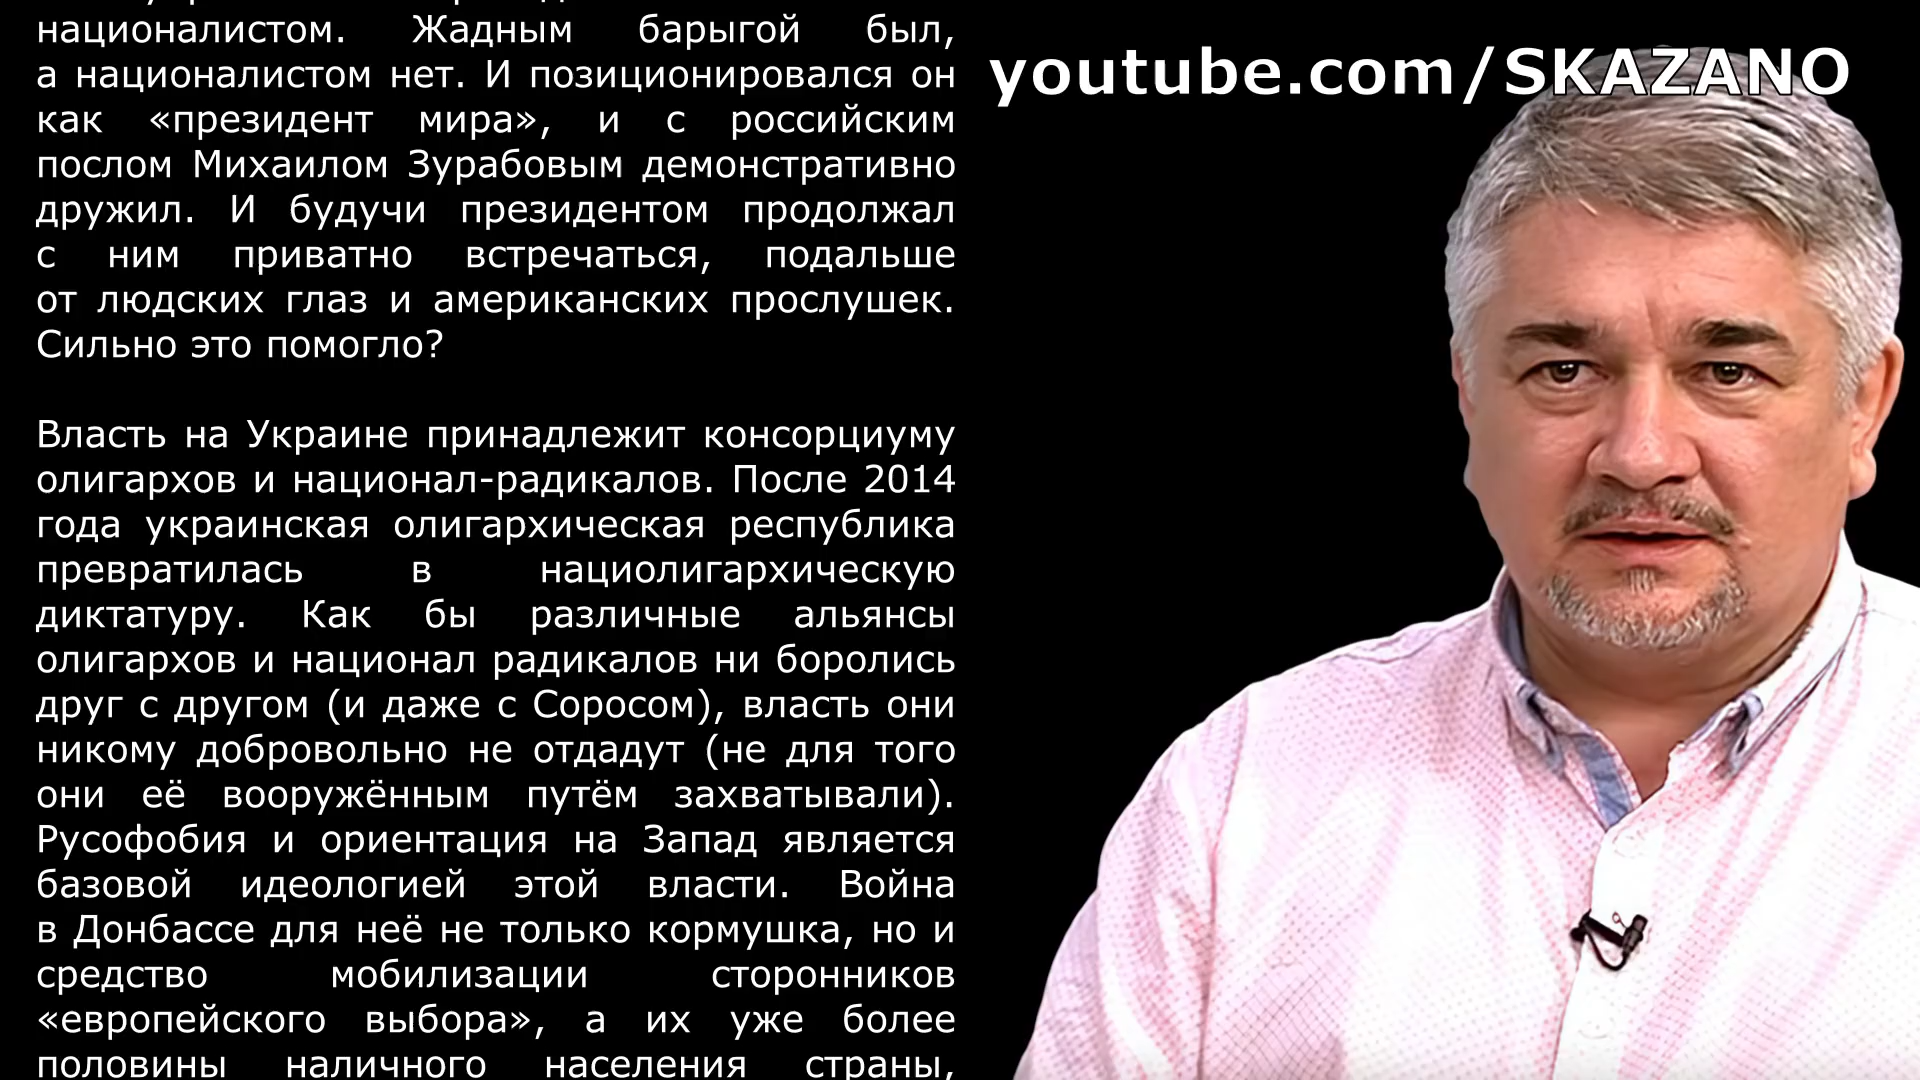 националистом. Жадным барыгой был,
а националистом нет. И позиционировался он
как «президент мира», и с российским
послом Михаилом Зурабовым демонстративно
дружил. И будучи президентом продолжал
с ним приватно встречаться, подальше
от людских глаз и американских прослушек.
Сильно это помогло?
Власть на Украине принадлежит консорциуму
олигархов и национал-радикалов. После 2014
года украинская олигархическая республика
превратилась в нациолигархическую
диктатуру. Как бы различные альянсы
олигархов и национал радикалов ни боролись
друг с другом (и даже с Соросом), власть они
никому добровольно не отдадут (не для того
они её вооружённым путём захватывали).
Русофобия и ориентация на Запад является
базовой идеологией этой власти. Война
в Донбассе для неё не только кормушка, но и
средство мобилизации сторонников
«европейского выбора», а их уже более
половины наличного населения страны,
youtube.com/SKAZANO